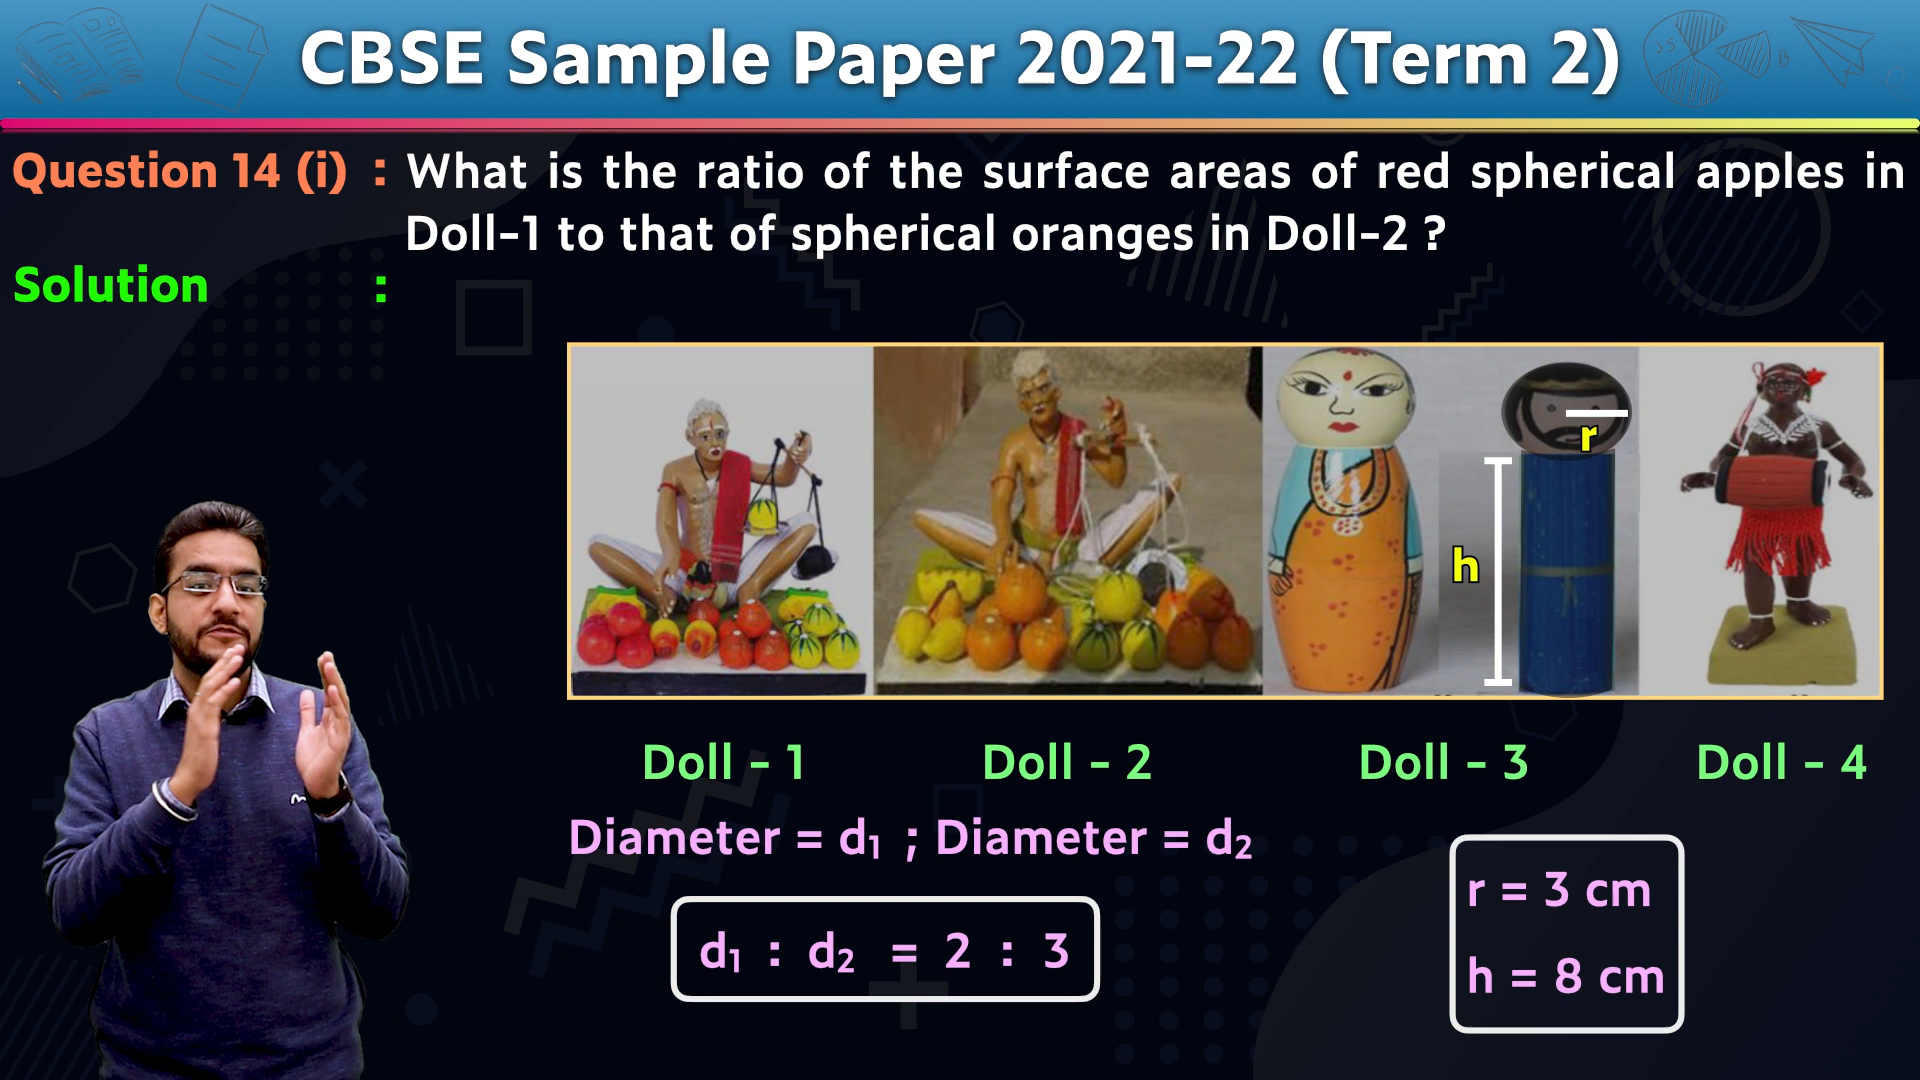 CBSE Sample Paper 2021-22 (Term 2)
Question 14 (i) : What is the ratio of the surface areas of red spherical apples in
Doll-1 to that of spherical oranges in Doll-2 ?
Solution :
r
h
Doll - 1 Doll - 2 Doll - 3 Doll - 4
Diameter = d₁ ; Diameter = d₂
d₁ : d₂ = 2 : 3
r = 3 cm
h = 8 cm